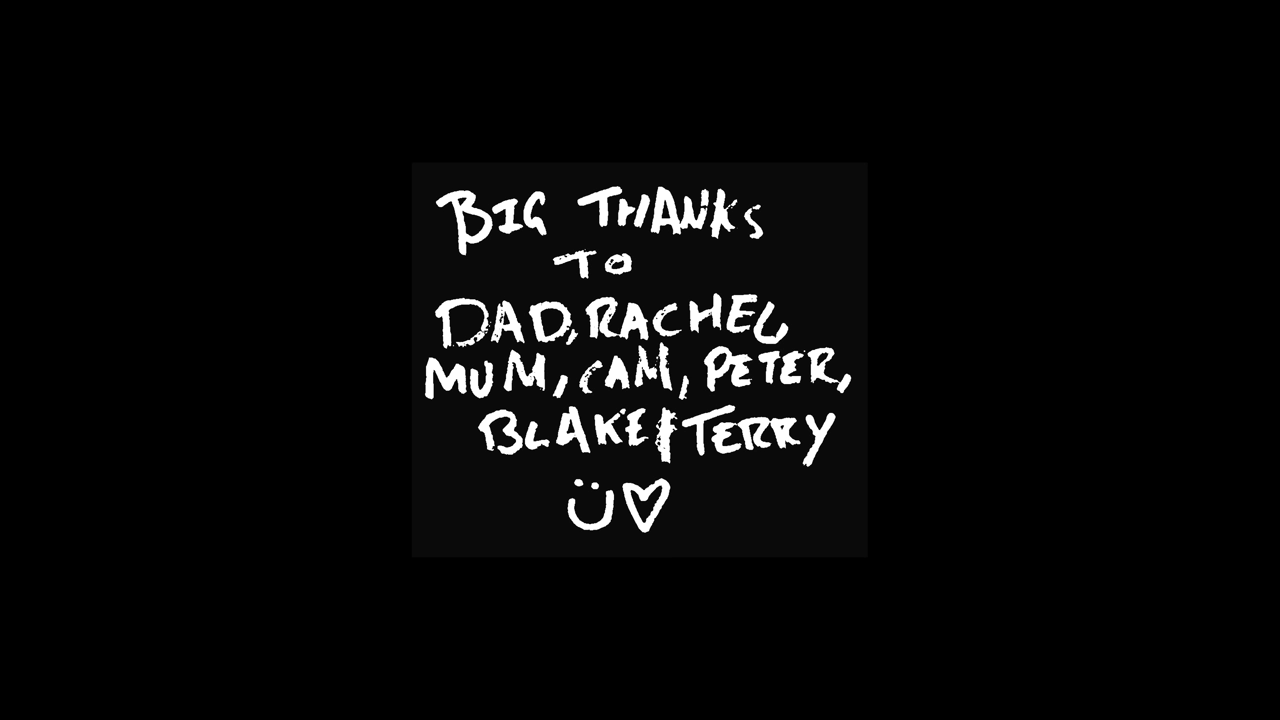 BIG THANKS
TO
DAD, RACHEL
MUM, CAM, PETER,
BLAKE & TERRY